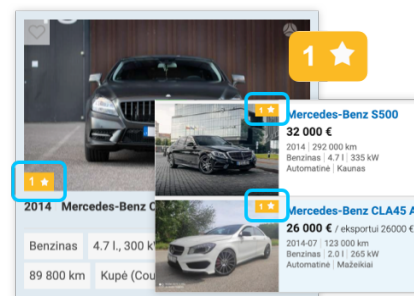 1
1
Mercedes-Benz S500
32 000 €
2014 | 292 000 km
Benzinas | 4.7 l | 335 kW
Automatinė | Kaunas
1
2014 Mercedes-Benz C
1
Mercedes-Benz CLA45 A
26 000 € / eksportui 26000 €
2014-07 | 123 000 km
Benzinas | 2.0 l | 265 kW
Automatinė | Mažeikiai
Benzinas
4.7 l., 300 k
89 800 km
Kupė (Cou